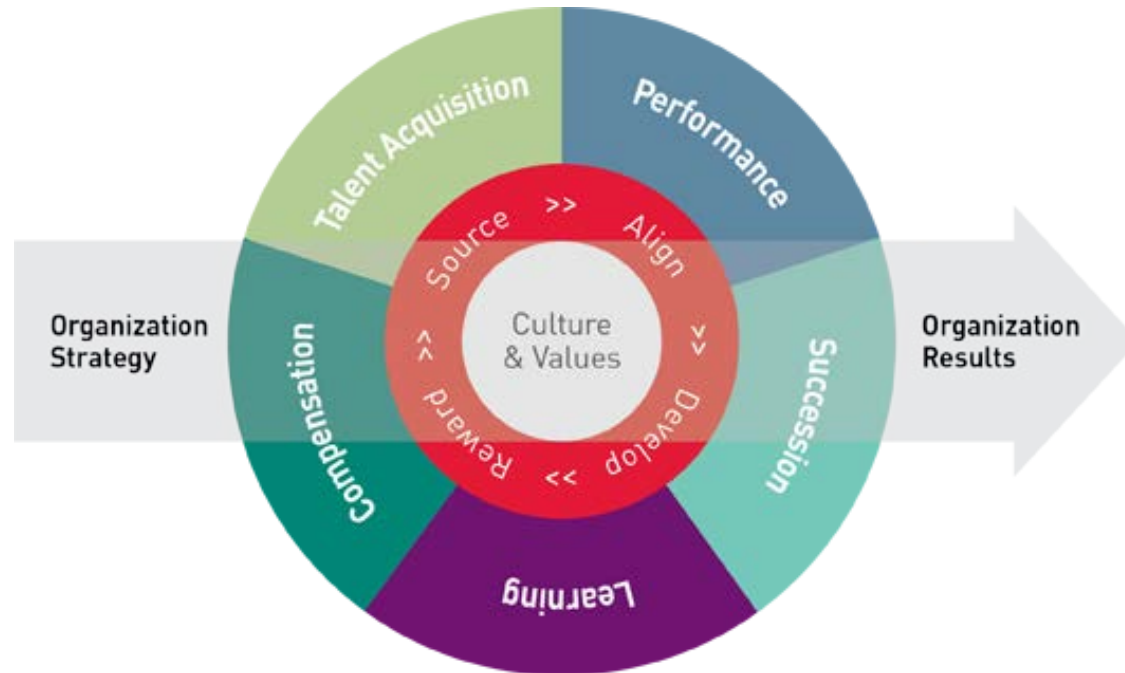 Talent Acquisition
Performance
Source
>>
Align
>>
Develop
>>
Reward
>>
Culture
& Values
Organization
Strategy
Organization
Results
Compensation
Succession
Learning